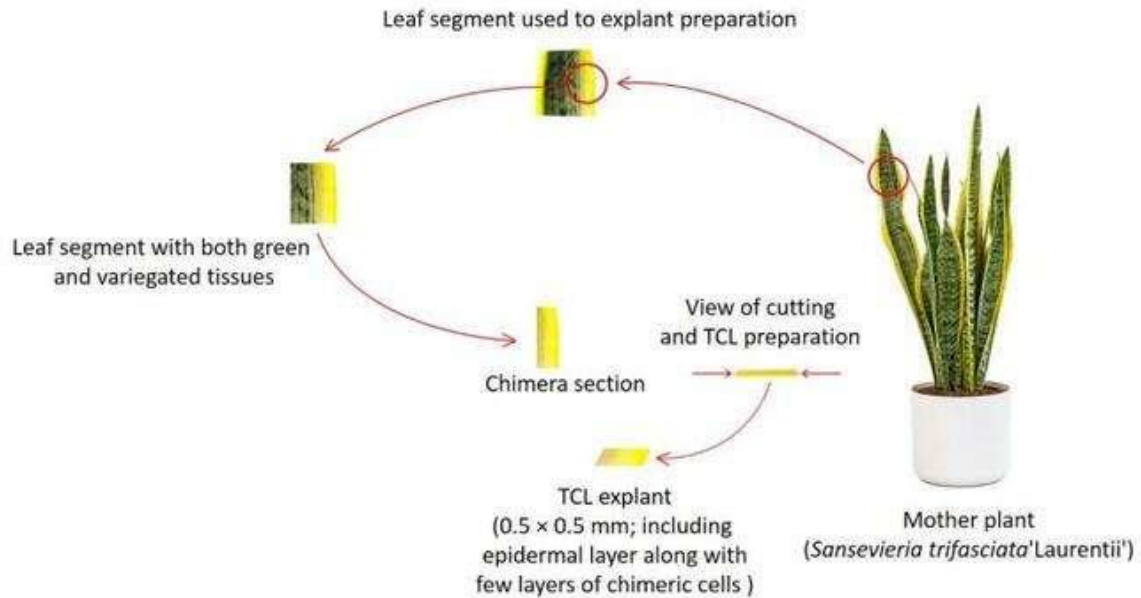 Leaf segment used to explant preparation
Leaf segment with both green
and variegated tissues
Chimera section
View of cutting
and TCL preparation
TCL explant
(0.5 × 0.5 mm; including
epidermal layer along with
few layers of chimeric cells )
Mother plant
(Sansevieria trifasciata'Laurentii')